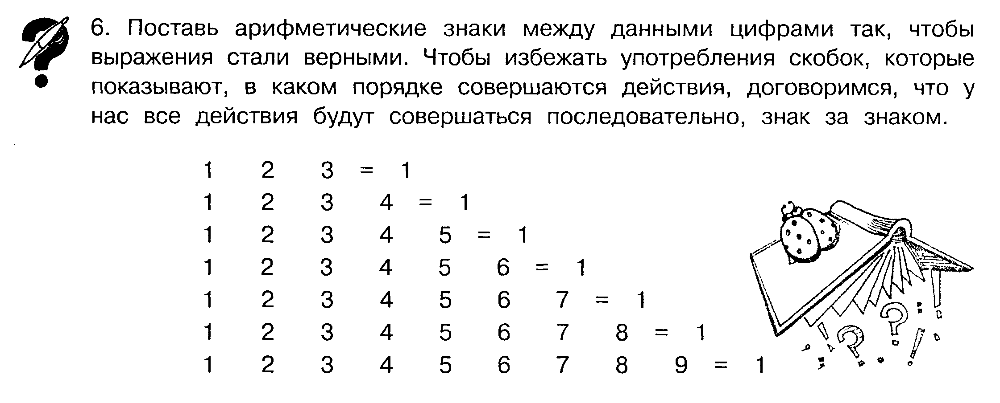 6. Поставь арифметические знаки между данными цифрами так, чтобы
выражения стали верными. Чтобы избежать употребления скобок, которые
показывают, в каком порядке совершаются действия, договоримся, что у
нас все действия будут совершаться последовательно, знак за знаком.
1 2 3 = 1
1 2 3 4 = 1
1 2 3 4 5 = 1
1 2 3 4 5 6 = 1
1 2 3 4 5 6 7 = 1
1 2 3 4 5 6 7 8 = 1
1 2 3 4 5 6 7 8 9 = 1